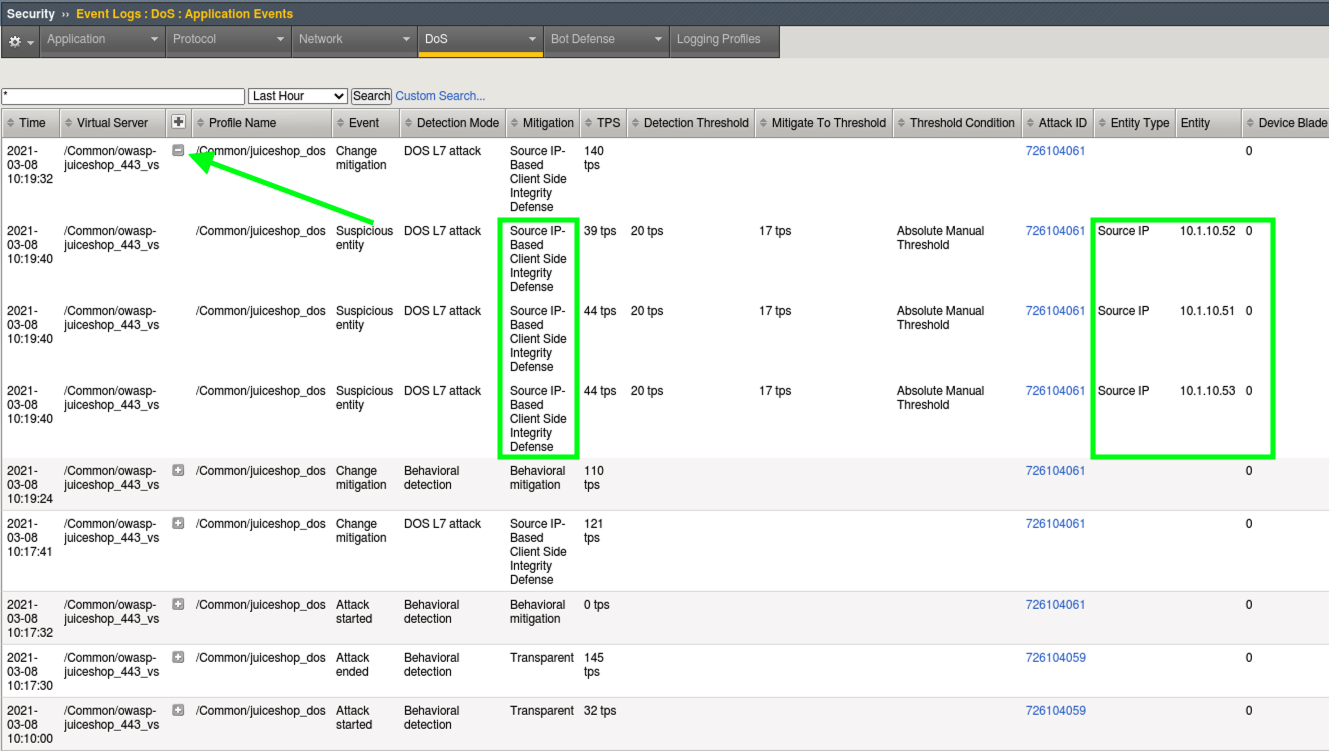 Security ›› Event Logs : DoS : Application Events
Application Protocol Network DoS Bot Defense Logging Profiles
* Last Hour Search Custom Search...
Time Virtual Server Profile Name Event Detection Mode Mitigation TPS Detection Threshold Mitigate To Threshold Threshold Condition Attack ID Entity Type Entity Device Blade
2021- /Common/owasp- /Common/juiceshop_dos Change DOS L7 attack Source IP- 140 726104061 0
03-08 juiceshop_443_vs mitigation Based tps
10:19:32 Client Side
Integrity
Defense
2021- /Common/owasp- /Common/juiceshop_dos Suspicious DOS L7 attack Source IP- 39 tps 20 tps 17 tps Absolute Manual 726104061 Source IP 10.1.10.52 0
03-08 juiceshop_443_vs entity Based Threshold
10:19:40 Client Side
Integrity
Defense
2021- /Common/owasp- /Common/juiceshop_dos Suspicious DOS L7 attack Source IP- 44 tps 20 tps 17 tps Absolute Manual 726104061 Source IP 10.1.10.51 0
03-08 juiceshop_443_vs entity Based Threshold
10:19:40 Client Side
Integrity
Defense
2021- /Common/owasp- /Common/juiceshop_dos Suspicious DOS L7 attack Source IP- 44 tps 20 tps 17 tps Absolute Manual 726104061 Source IP 10.1.10.53 0
03-08 juiceshop_443_vs entity Based Threshold
10:19:40 Client Side
Integrity
Defense
2021- /Common/owasp- /Common/juiceshop_dos Change Behavioral Behavioral 110 726104061 0
03-08 juiceshop_443_vs mitigation detection mitigation tps
10:19:24
2021- /Common/owasp- /Common/juiceshop_dos Change DOS L7 attack Source IP- 121 726104061 0
03-08 juiceshop_443_vs mitigation Based tps
10:17:41 Client Side
Integrity
Defense
2021- /Common/owasp- /Common/juiceshop_dos Attack Behavioral Behavioral 0 tps 726104061 0
03-08 juiceshop_443_vs started detection mitigation
10:17:32
2021- /Common/owasp- /Common/juiceshop_dos Attack Behavioral Transparent 145 726104059 0
03-08 juiceshop_443_vs ended detection tps
10:17:30
2021- /Common/owasp- /Common/juiceshop_dos Attack Behavioral Transparent 32 tps 726104059 0
03-08 juiceshop_443_vs started detection
10:10:00